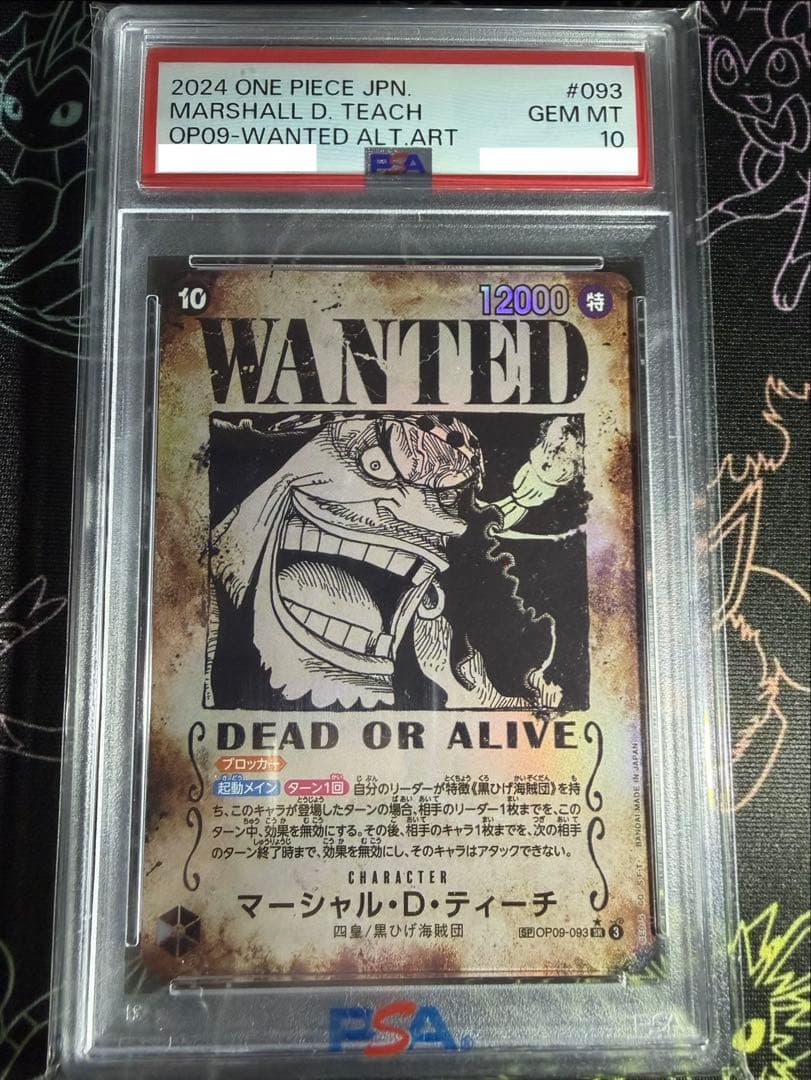 2024 ONE PIECE JPN. #093
MARSHALL D. TEACH GEM MT
OP09-WANTED ALT.ART 10
PSA
10 12000 特
WANTED
DEAD OR ALIVE
ブロッカー
起動メイン ターン1回 自分のリーダーが特徴《黒ひげ海賊団》を持
ち、このキャラが登場したターンの場合、相手のリーダー1枚までを、この
ターン中、効果を無効にする。その後、相手のキャラ1枚までを、次の相手
のターン終了時まで、効果を無効にし、そのキャラはアタックできない。
CHARACTER
マーシャル・D・ティーチ
四皇/黒ひげ海賊団
SP OP09-093 SR 3
BANDAI MADE IN JAPAN
PSA